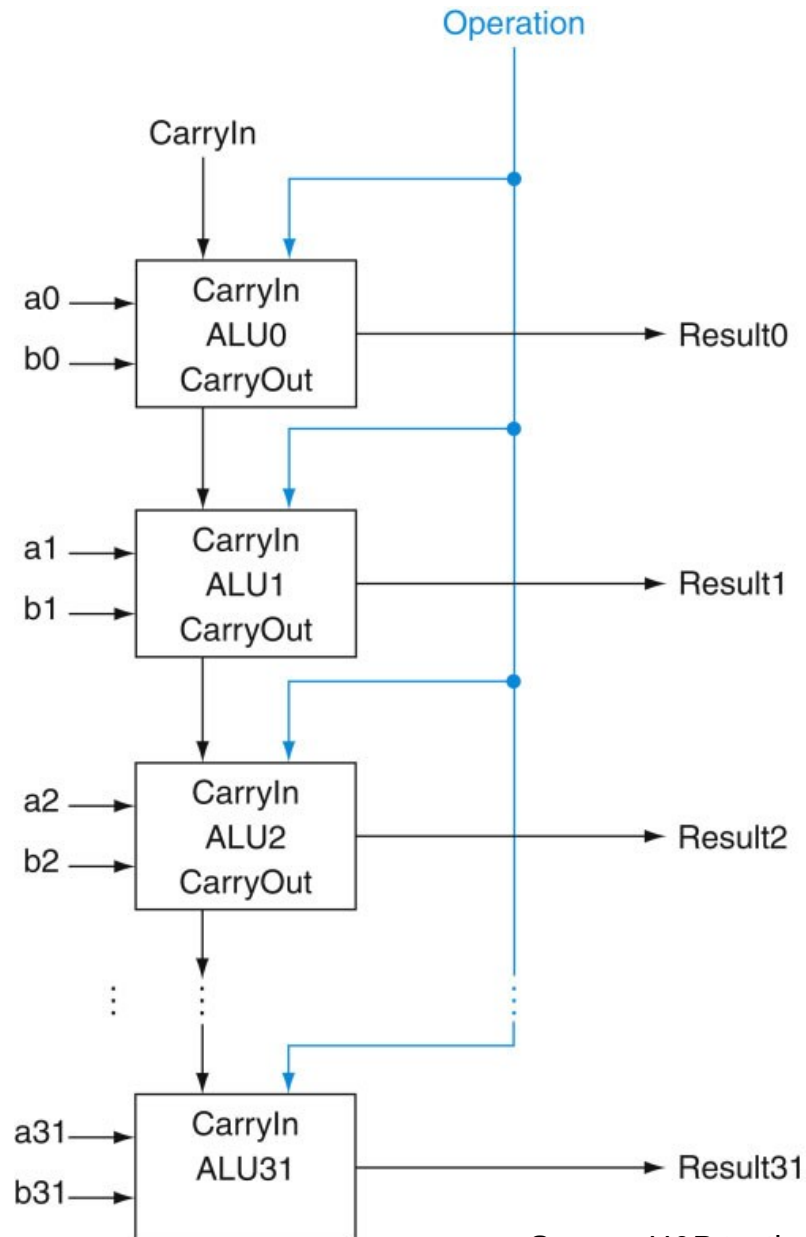 Operation
CarryIn
a0
b0
CarryIn
ALU0
CarryOut
Result0
a1
b1
CarryIn
ALU1
CarryOut
Result1
a2
b2
CarryIn
ALU2
CarryOut
Result2
a31
b31
CarryIn
ALU31
Result31